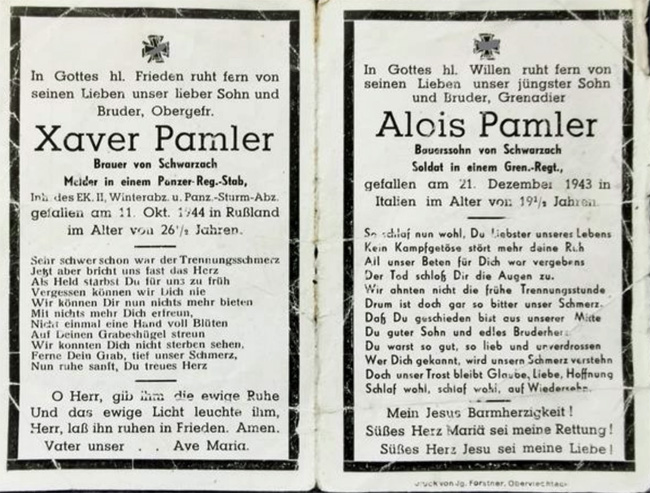 In Gottes hl. Frieden ruht fern von
seinen Lieben unser lieber Sohn und
Bruder, Obergefr.
Xaver Pamler
Brauer von Schwarzach
Melder in einem Panzer-Reg.-Stab,
Inh. des EK. II, Winterabz. u. Panz.-Sturm-Abz.
gefallen am 11. Okt. 1944 in Rußland
im Alter von 26½ Jahren.
Sehr schwer schon war der Trennungsschmerz
Jetzt aber bricht uns fast das Herz
Als Held starbst Du für uns zu früh
Vergessen können wir Dich nie
Wir können Dir nun nichts mehr bieten
Mit nichts mehr Dich erfreun,
Nicht einmal eine Hand voll Blüten
Auf Deinen Grabeshügel streun
Wir konnten Dich nicht sterben sehen,
Ferne Dein Grab, tief unser Schmerz,
Nun ruhe sanft, Du treues Herz
O Herr, gib ihm die ewige Ruhe
Und das ewige Licht leuchte ihm,
Herr, laß ihn ruhen in Frieden. Amen.
Vater unser . . Ave Maria.
In Gottes hl. Willen ruht fern von
seinen Lieben unser jüngster Sohn
und Bruder, Grenadier
Alois Pamler
Bauerssohn von Schwarzach
Soldat in einem Gren.-Regt.,
gefallen am 21. Dezember 1943 in
Italien im Alter von 19½ Jahren.
So schlaf nun wohl, Du Liebster unseres Lebens
Kein Kampfgetöse stört mehr deine Ruh
All unser Beten für Dich war vergebens
Der Tod schloß Dir die Augen zu.
Wir ahnten nicht die frühe Trennungsstunde
Drum ist doch gar so bitter unser Schmerz
Daß Du geschieden bist aus unserer Mitte
Du guter Sohn und edles Bruderherz
Du warst so gut, so lieb und unverdrossen
Wer Dich gekannt, wird unsern Schmerz verstehn
Doch unser Trost bleibt Glaube, Liebe, Hoffnung
Schlaf wohl, schlaf wohl, auf Wiedersehn.
Mein Jesus Barmherzigkeit!
Süßes Herz Mariä sei meine Rettung!
Süßes Herz Jesu sei meine Liebe!
Druck von Jg. Forstner, Oberviechtach